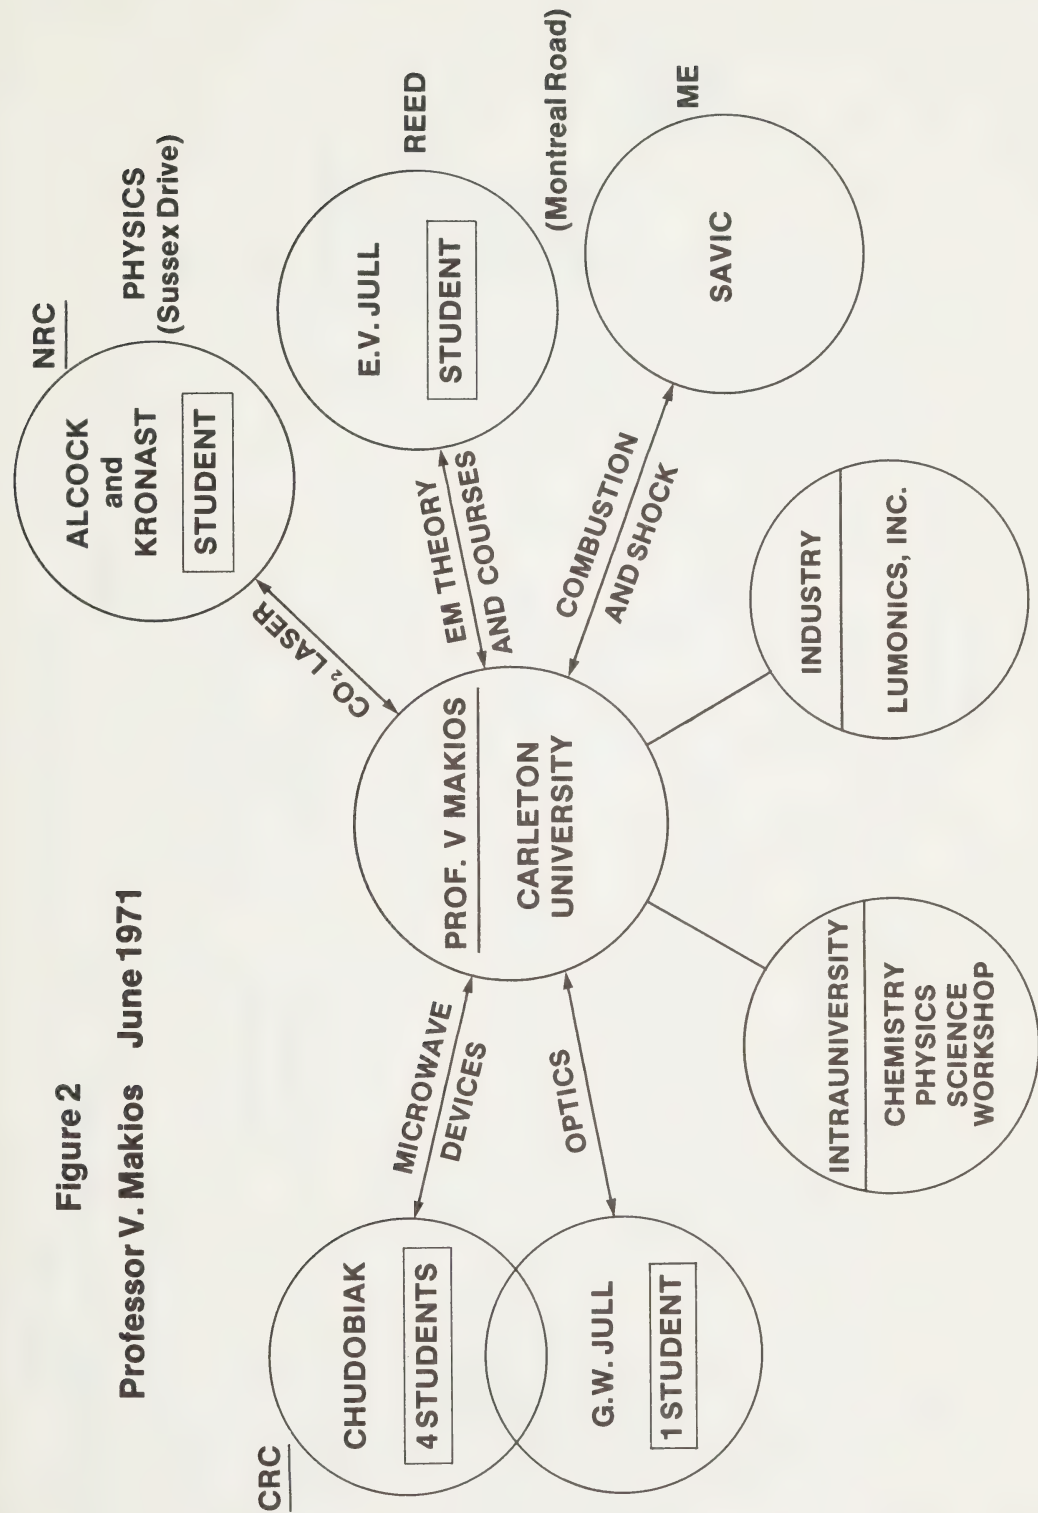 Figure 2
Professor V. Makios June 1971
CRC
CHUDOBIAK
4 STUDENTS
G.W. JULL
1 STUDENT
MICROWAVE
DEVICES
OPTICS
PROF. V MAKIOS
CARLETON
UNIVERSITY
INTRAUNIVERSITY
CHEMISTRY
PHYSICS
SCIENCE
WORKSHOP
INDUSTRY
LUMONICS, INC.
CO₂ LASER
NRC
ALCOCK
and
KRONAST
STUDENT
PHYSICS
(Sussex Drive)
EM THEORY
AND COURSES
E.V. JULL
STUDENT
REED
(Montreal Road)
COMBUSTION
AND SHOCK
SAVIC
ME